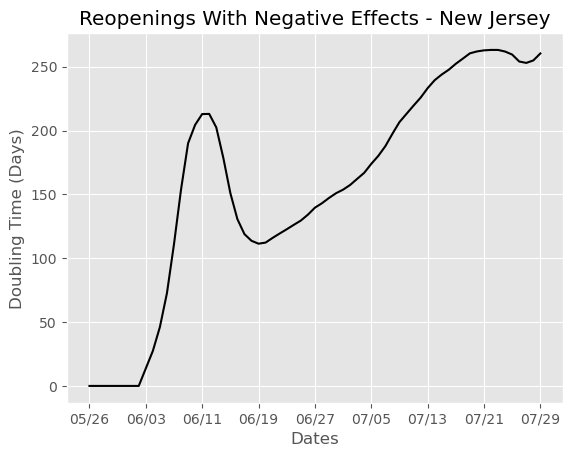 Reopenings With Negative Effects - New Jersey
Doubling Time (Days)
250
200
150
100
50
0
05/26 06/03 06/11 06/19 06/27 07/05 07/13 07/21 07/29
Dates